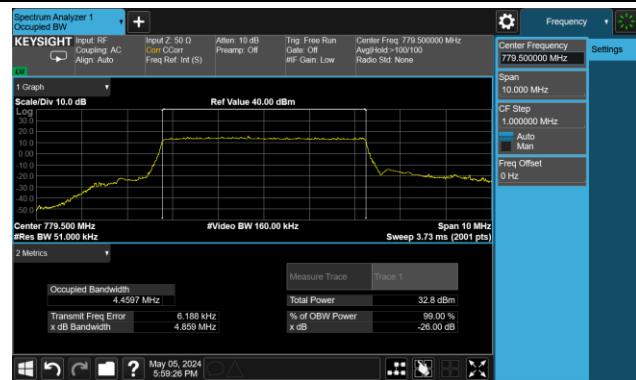 Spectrum Analyzer 1
Occupied BW
Frequency
KEYSIGHT
Input: RF
Coupling: AC
Align: Auto
Input Z: 50 Ω
Corr CCorr
Freq Ref: Int (S)
Atten: 10 dB
Preamp: Off
Trig: Free Run
Gate: Off
#IF Gain: Low
Center Freq: 779.500000 MHz
Avg|Hold:>100/100
Radio Std: None
Center Frequency
779.500000 MHz
Settings
Span
10.000 MHz
CF Step
1.000000 MHz
Auto
Man
Freq Offset
0 Hz
1 Graph
Scale/Div 10.0 dB
Ref Value 40.00 dBm
Log
30.0
20.0
10.0
0.00
-10.0
-20.0
-30.0
-40.0
-50.0
Center 779.500 MHz
#Video BW 160.00 kHz
Span 10 MHz
#Res BW 51.000 kHz
Sweep 3.73 ms (2001 pts)
2 Metrics
Measure Trace
Trace 1
Occupied Bandwidth
4.4597 MHz
Total Power
32.8 dBm
Transmit Freq Error
6.188 kHz
% of OBW Power
99.00 %
x dB Bandwidth
4.859 MHz
x dB
-26.00 dB
May 05, 2024
5:59:26 PM